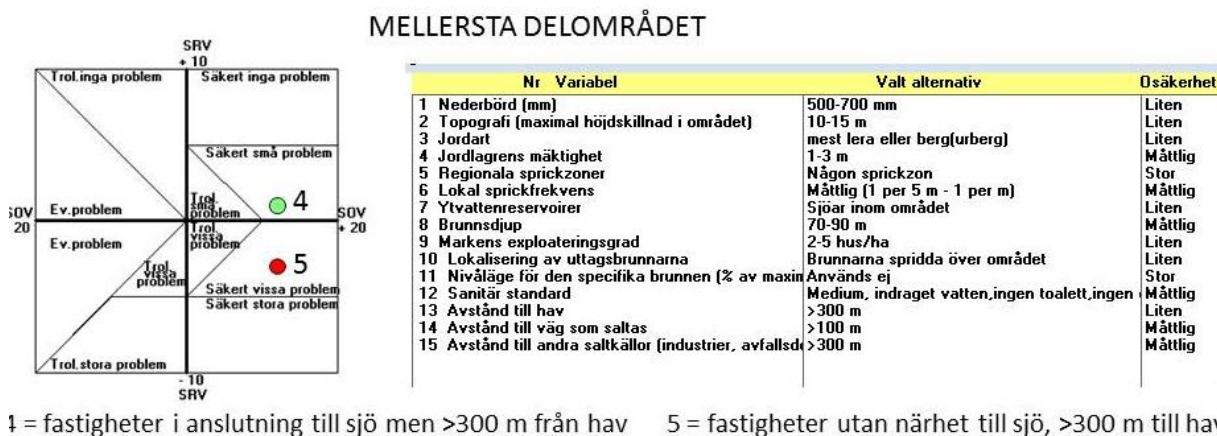 MELLERSTA DELOMRÅDET
SRV
+ 10
Trol.inga problem
Säkert inga problem
Säkert små problem
Trol.
små
problem
4
SOV
20
Ev.problem
SOV
+ 20
Ev.problem
Trol.
vissa
problem
Trol.
vissa
problem
5
Säkert vissa problem
Säkert stora problem
Trol.stora problem
- 10
SRV
Nr Variabel Valt alternativ Osäkerhet
1 Nederbörd (mm) 500-700 mm Liten
2 Topografi (maximal höjdskillnad i området) 10-15 m Liten
3 Jordart mest lera eller berg(urberg) Liten
4 Jordlagrens mäktighet 1-3 m Måttlig
5 Regionala sprickzoner Någon sprickzon Stor
6 Lokal sprickfrekvens Måttlig (1 per 5 m - 1 per m) Måttlig
7 Ytvattenreservoirer Sjöar inom området Liten
8 Brunnsdjup 70-90 m Måttlig
9 Markens exploateringsgrad 2-5 hus/ha Liten
10 Lokalisering av uttagsbrunnarna Brunnarna spridda över området Liten
11 Nivåläge för den specifika brunnen (% av maxim Används ej Stor
12 Sanitär standard Medium, indraget vatten,ingen toalett,ingen Måttlig
13 Avstånd till hav >300 m Liten
14 Avstånd till väg som saltas >100 m Måttlig
15 Avstånd till andra saltkällor (industrier, avfallsde >300 m Måttlig
4 = fastigheter i anslutning till sjö men >300 m från hav 5 = fastigheter utan närhet till sjö, >300 m till hav